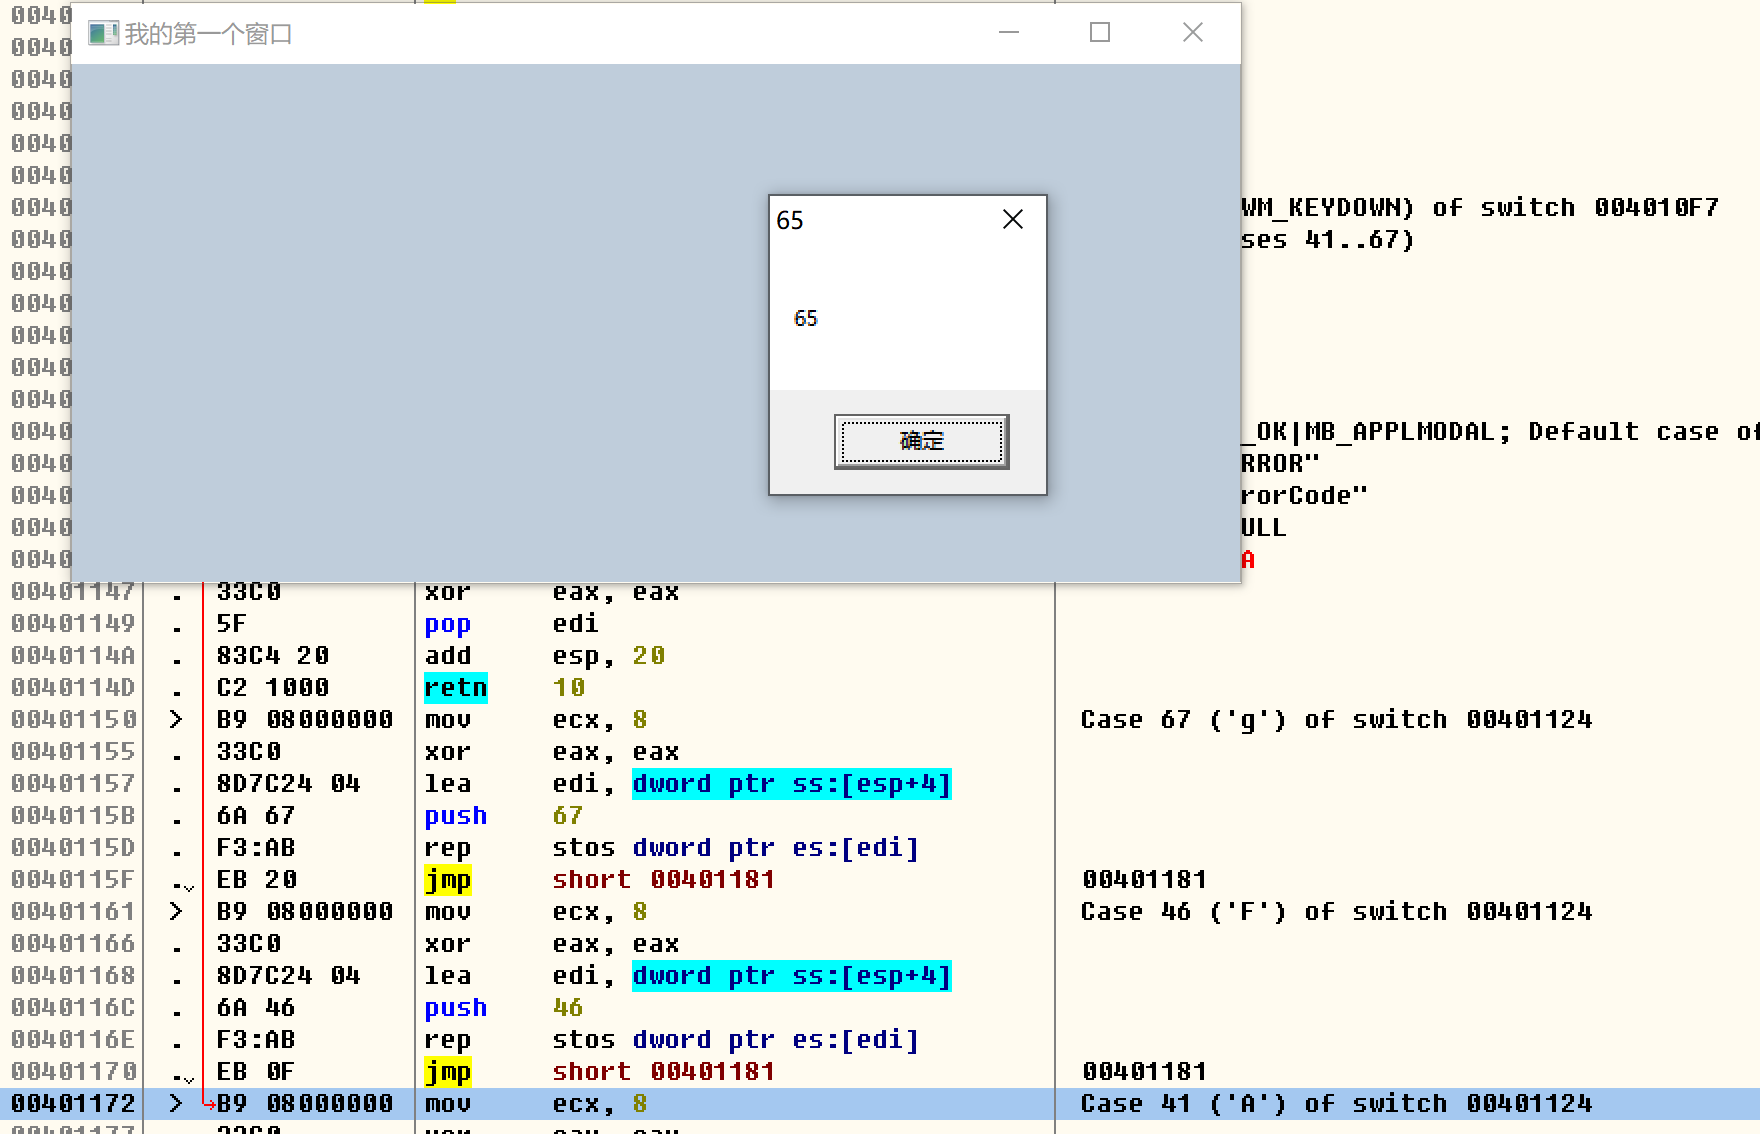 0040
我的第一个窗口
0040
0040
0040
0040
0040
0040 WM_KEYDOWN) of switch 004010F7
0040 ses 41..67)
65
0040
0040
65
0040
0040
0040
0040 _OK|MB_APPLMODAL; Default case of
确定
0040 RROR"
0040 rorCode"
0040 ULL
0040 A
00401147 . 33C0 xor eax, eax
00401149 . 5F pop edi
0040114A . 83C4 20 add esp, 20
0040114D . C2 1000 retn 10
00401150 > B9 08000000 mov ecx, 8 Case 67 ('g') of switch 00401124
00401155 . 33C0 xor eax, eax
00401157 . 8D7C24 04 lea edi, dword ptr ss:[esp+4]
0040115B . 6A 67 push 67
0040115D . F3:AB rep stos dword ptr es:[edi]
0040115F . EB 20 jmp short 00401181 00401181
00401161 > B9 08000000 mov ecx, 8 Case 46 ('F') of switch 00401124
00401166 . 33C0 xor eax, eax
00401168 . 8D7C24 04 lea edi, dword ptr ss:[esp+4]
0040116C . 6A 46 push 46
0040116E . F3:AB rep stos dword ptr es:[edi]
00401170 . EB 0F jmp short 00401181 00401181
00401172 > B9 08000000 mov ecx, 8 Case 41 ('A') of switch 00401124
00401177 . 33C0 xor eax, eax